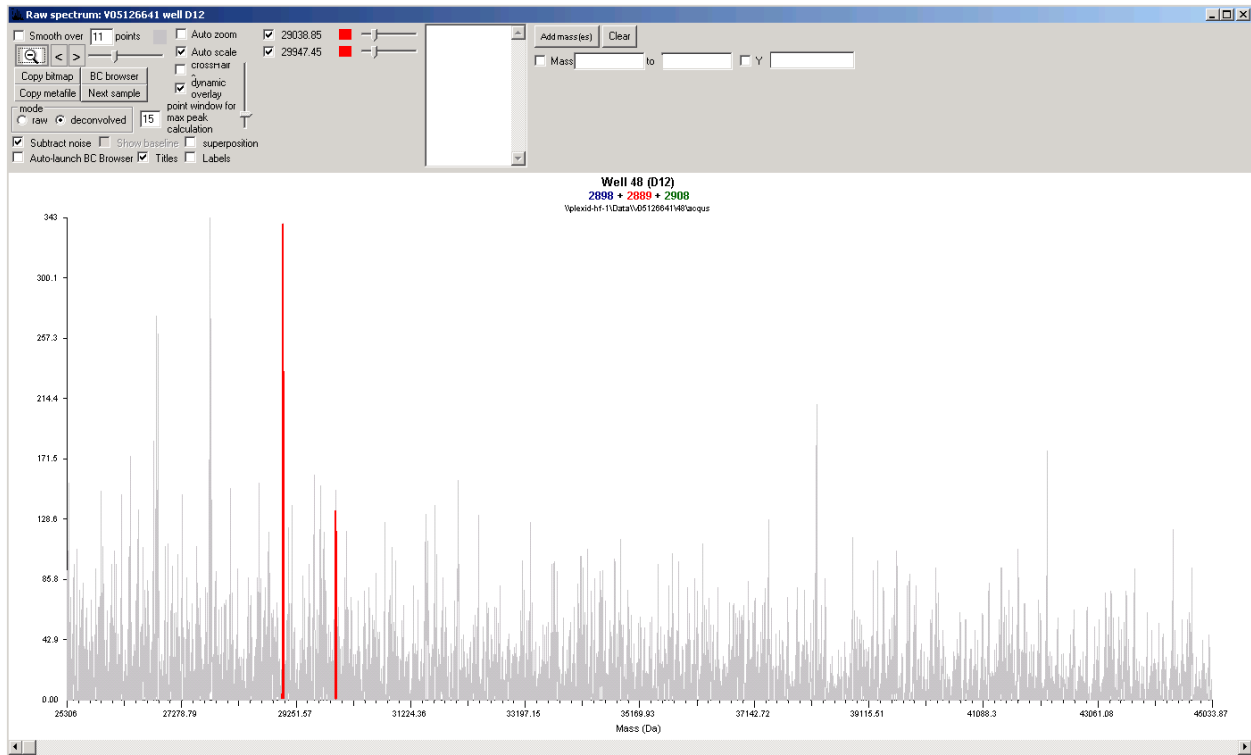 Raw spectrum: V05126641 well D12
Smooth over 11 points
Auto zoom
29038.85
Add mass(es) Clear
< >
Auto scale
29947.45
Mass to Y
crossHair
Copy bitmap BC browser
dynamic overlay
Copy metafile Next sample
mode
raw deconvolved
15 point window for max peak calculation
Subtract noise Show baseline superposition
Auto-launch BC Browser Titles Labels
Well 48 (D12)
2898 + 2889 + 2908
\\plexid-hf-1\Data\V05126641\48\acqus
343
300.1
257.3
214.4
171.5
128.6
85.8
42.9
0.00
25306 27278.79 29251.57 31224.36 33197.15 35169.93 37142.72 39115.51 41088.3 43061.08 46033.87
Mass (Da)